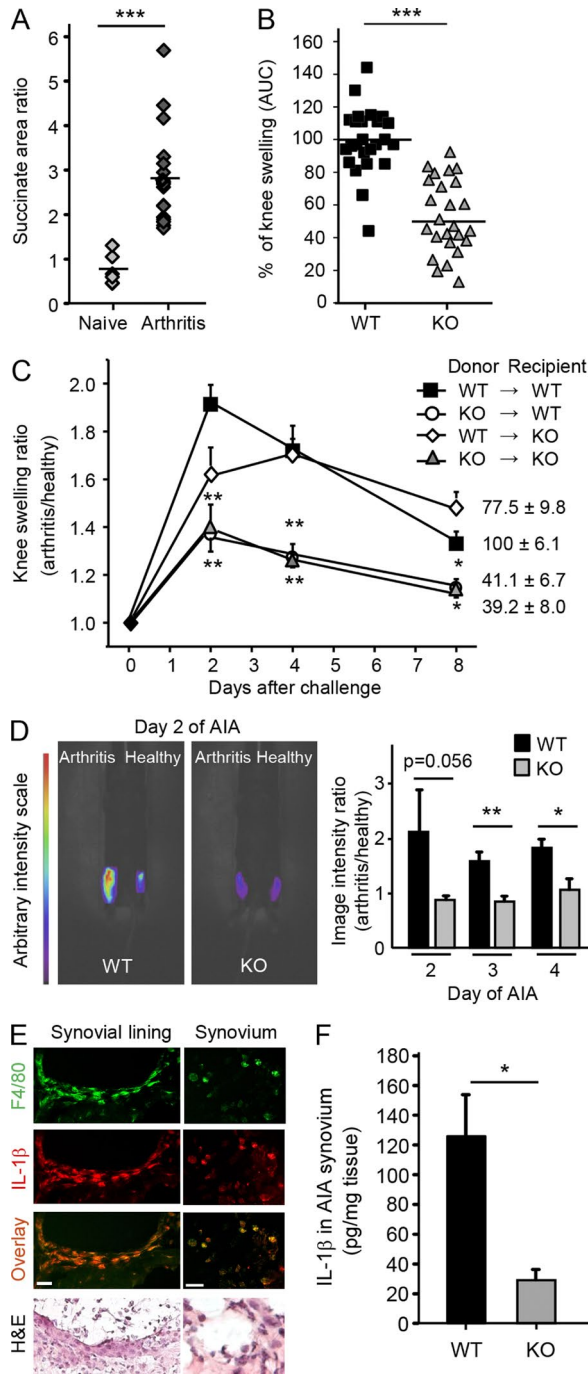 A
***
Succinate area ratio
6
5
4
3
2
1
0
Naive Arthritis
B
***
% of knee swelling (AUC)
160
140
120
100
80
60
40
20
0
WT KO
C
Donor Recipient
WT → WT
KO → WT
WT → KO
KO → KO
Knee swelling ratio
(arthritis/healthy)
2.0
1.8
1.6
1.4
1.2
1.0
**
**
**
**
*
*
77.5 ± 9.8
100 ± 6.1
41.1 ± 6.7
39.2 ± 8.0
0 1 2 3 4 5 6 7 8
Days after challenge
D
Day 2 of AIA
Arbitrary intensity scale
Arthritis Healthy
Arthritis Healthy
WT
KO
WT
KO
p=0.056
**
*
Image intensity ratio
(arthritis/healthy)
3
2
1
0
2 3 4
Day of AIA
E
Synovial lining Synovium
F4/80
IL-1β
Overlay
H&E
F
*
IL-1β in AIA synovium
(pg/mg tissue)
180
160
140
120
100
80
60
40
20
0
WT KO